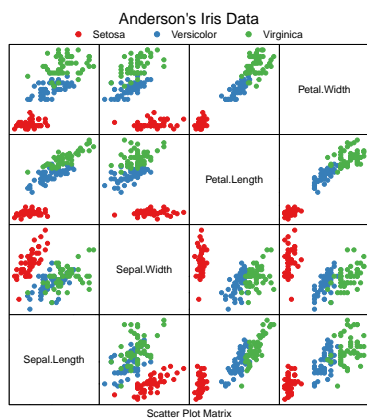 Anderson's Iris Data
Setosa Versicolor Virginica
Petal.Width
Petal.Length
Sepal.Width
Sepal.Length
Scatter Plot Matrix